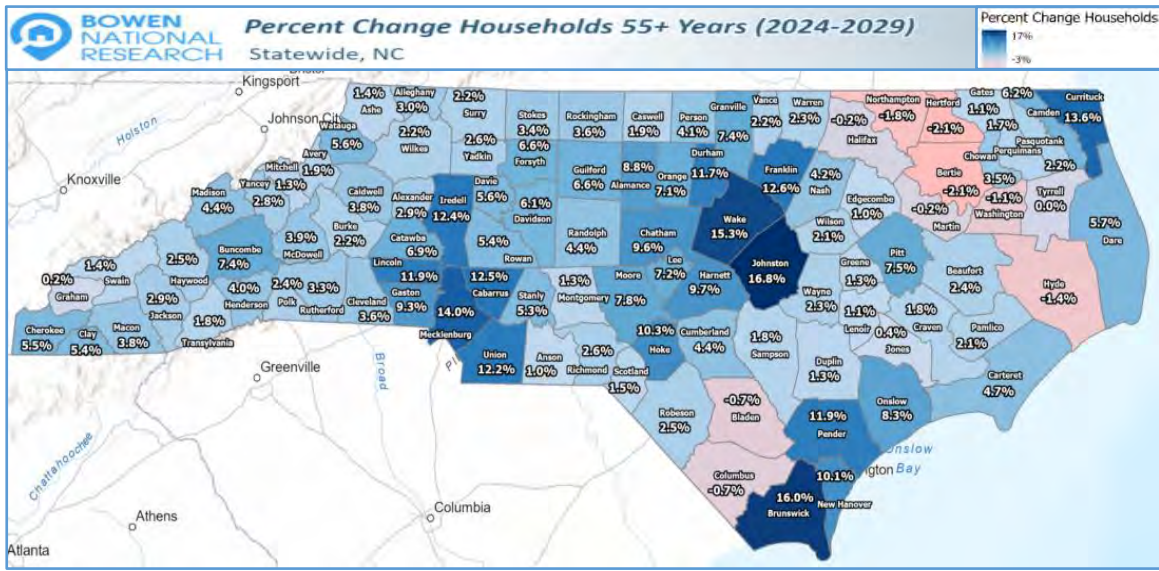 BOWEN
NATIONAL
RESEARCH
Percent Change Households 55+ Years (2024-2029)
Statewide, NC
Percent Change Households
17%
-3%
Kingsport
Johnson City
Knoxville
Holston
Greenville
Broad
Columbia
Athens
Atlanta
Chattahoochee
Onslow
Bay
Ashe
1.4%
Alleghany
3.0%
Surry
2.2%
Stokes
3.4%
Rockingham
3.6%
Caswell
1.9%
Person
4.1%
Granville
7.4%
Vance
2.2%
Warren
2.3%
Halifax
-0.2%
Northampton
-1.8%
Hertford
-2.1%
Gates
1.1%
6.2%
Camden
Currituck
13.6%
1.7%
Pasquotank
Perquimans
2.2%
Chowan
3.5%
Bertie
-2.1%
Watauga
5.6%
Wilkes
2.2%
Yadkin
2.6%
Forsyth
6.6%
Guilford
6.6%
Alamance
8.8%
Orange
7.1%
Durham
11.7%
Franklin
12.6%
Nash
4.2%
Edgecombe
1.0%
Martin
-0.2%
Washington
-1.1%
Tyrrell
0.0%
Dare
5.7%
Avery
1.9%
Mitchell
1.3%
Yancey
2.8%
Madison
4.4%
Caldwell
3.8%
Alexander
2.9%
Iredell
12.4%
Davie
5.6%
Davidson
6.1%
Randolph
4.4%
Chatham
9.6%
Wake
15.3%
Johnston
16.8%
Wilson
2.1%
Greene
1.3%
Pitt
7.5%
Beaufort
2.4%
Hyde
-1.4%
Buncombe
7.4%
McDowell
3.9%
Burke
2.2%
Catawba
6.9%
Lincoln
11.9%
Rowan
5.4%
Cabarrus
12.5%
Stanly
5.3%
Montgomery
1.3%
Moore
7.8%
Lee
7.2%
Harnett
9.7%
Wayne
2.3%
Lenoir
1.1%
Craven
1.8%
Jones
0.4%
Pamlico
2.1%
Graham
0.2%
Swain
1.4%
Haywood
2.5%
Jackson
2.9%
Henderson
4.0%
Polk
2.4%
Rutherford
3.3%
Cleveland
3.6%
Gaston
9.3%
Mecklenburg
14.0%
Union
12.2%
Anson
1.0%
Richmond
2.6%
Scotland
1.5%
Hoke
10.3%
Cumberland
4.4%
Sampson
1.8%
Duplin
1.3%
Onslow
8.3%
Carteret
4.7%
Cherokee
5.5%
Clay
5.4%
Macon
3.8%
Transylvania
1.8%
Robeson
2.5%
Bladen
-0.7%
Columbus
-0.7%
Pender
11.9%
New Hanover
10.1%
Brunswick
16.0%